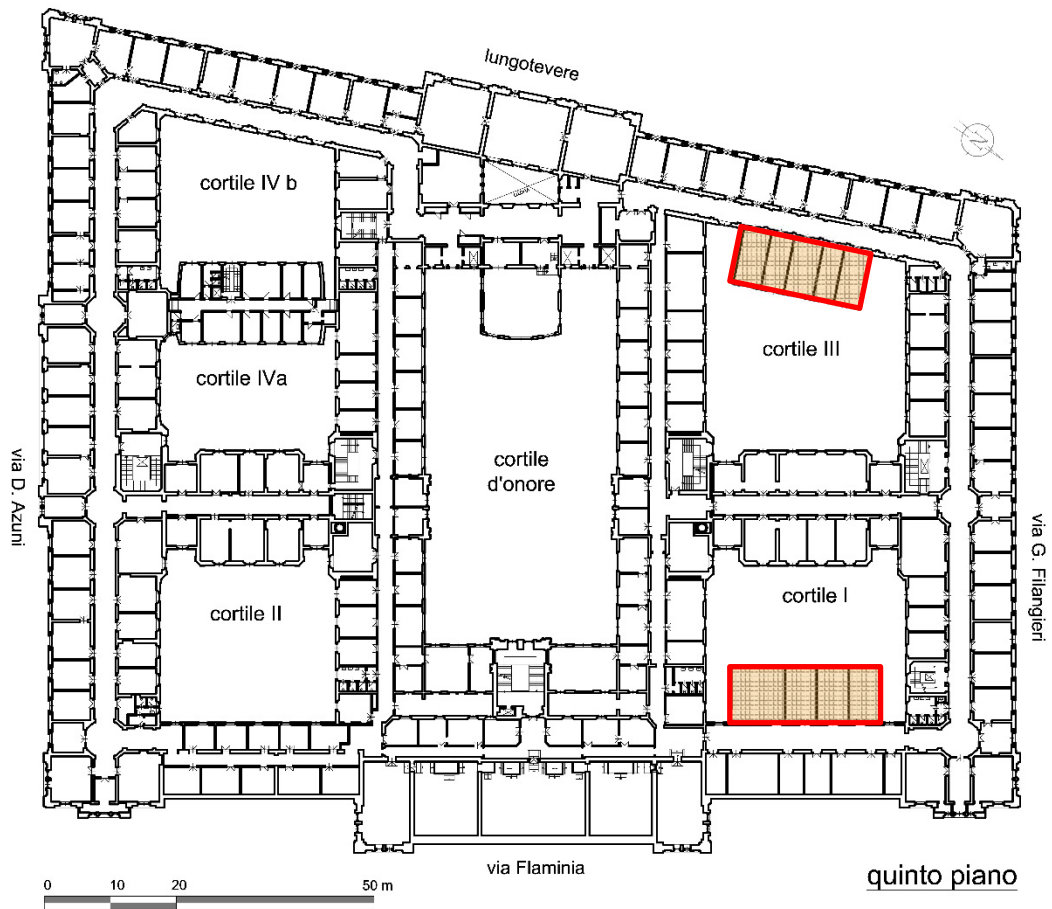 lungotevere
N
cortile IV b
cortile III
cortile IVa
cortile
d'onore
via D. Azuni
via G. Filangieri
cortile II
cortile I
via Flaminia
quinto piano
0 10 20 50 m